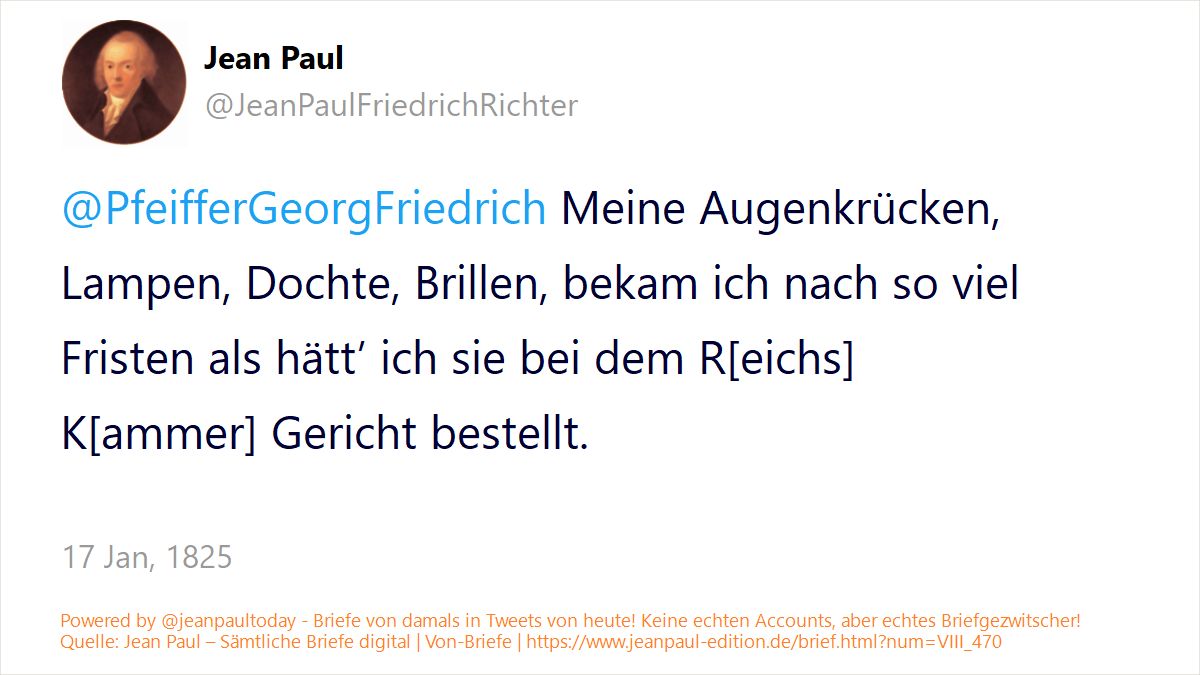 Jean Paul
@JeanPaulFriedrichRichter
@PfeifferGeorgFriedrich Meine Augenkrücken,
Lampen, Dochte, Brillen, bekam ich nach so viel
Fristen als hätt’ ich sie bei dem R[eichs]
K[ammer] Gericht bestellt.
17 Jan, 1825
Powered by @jeanpaultoday - Briefe von damals in Tweets von heute! Keine echten Accounts, aber echtes Briefgezwitscher!
Quelle: Jean Paul – Sämtliche Briefe digital | Von-Briefe | https://www.jeanpaul-edition.de/brief.html?num=VIII_470